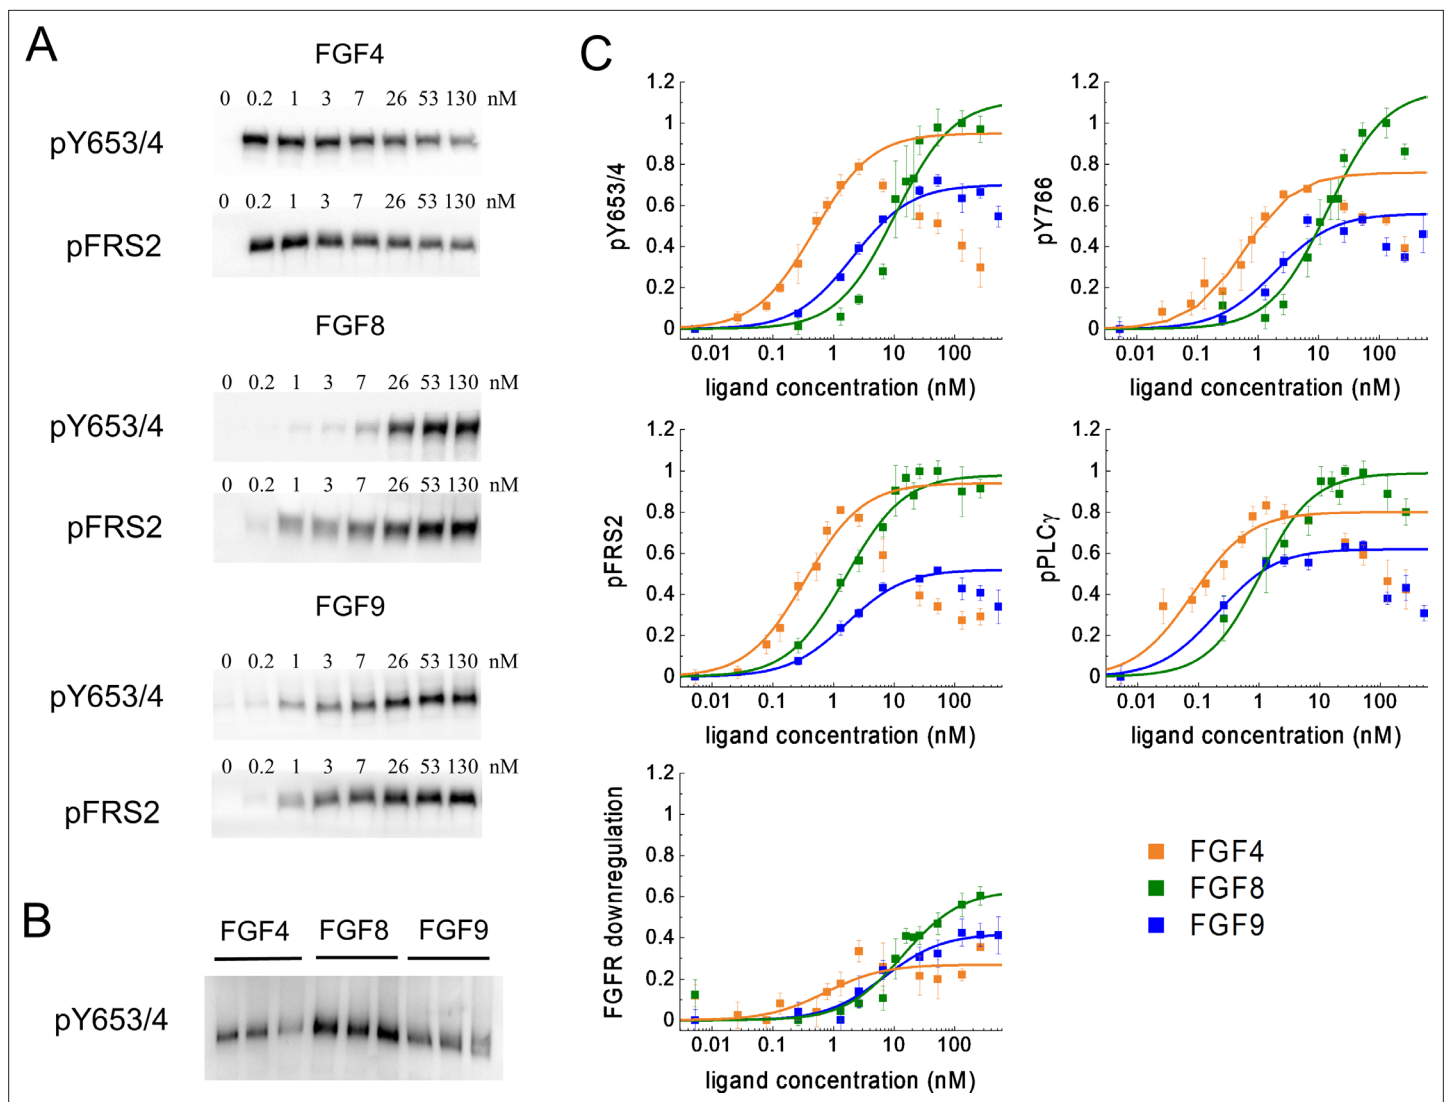 A
FGF4
0 0.2 1 3 7 26 53 130 nM
pY653/4
0 0.2 1 3 7 26 53 130 nM
pFRS2
FGF8
0 0.2 1 3 7 26 53 130 nM
pY653/4
0 0.2 1 3 7 26 53 130 nM
pFRS2
FGF9
0 0.2 1 3 7 26 53 130 nM
pY653/4
0 0.2 1 3 7 26 53 130 nM
pFRS2
B
FGF4 FGF8 FGF9
pY653/4
C
pY653/4
1.2
1
0.8
0.6
0.4
0.2
0
0.01 0.1 1 10 100
ligand concentration (nM)
pY766
1.2
1
0.8
0.6
0.4
0.2
0
0.01 0.1 1 10 100
ligand concentration (nM)
pFRS2
1.2
1
0.8
0.6
0.4
0.2
0
0.01 0.1 1 10 100
ligand concentration (nM)
pPLCγ
1.2
1
0.8
0.6
0.4
0.2
0
0.01 0.1 1 10 100
ligand concentration (nM)
FGFR downregulation
1.2
1
0.8
0.6
0.4
0.2
0
0.01 0.1 1 10 100
ligand concentration (nM)
FGF4
FGF8
FGF9